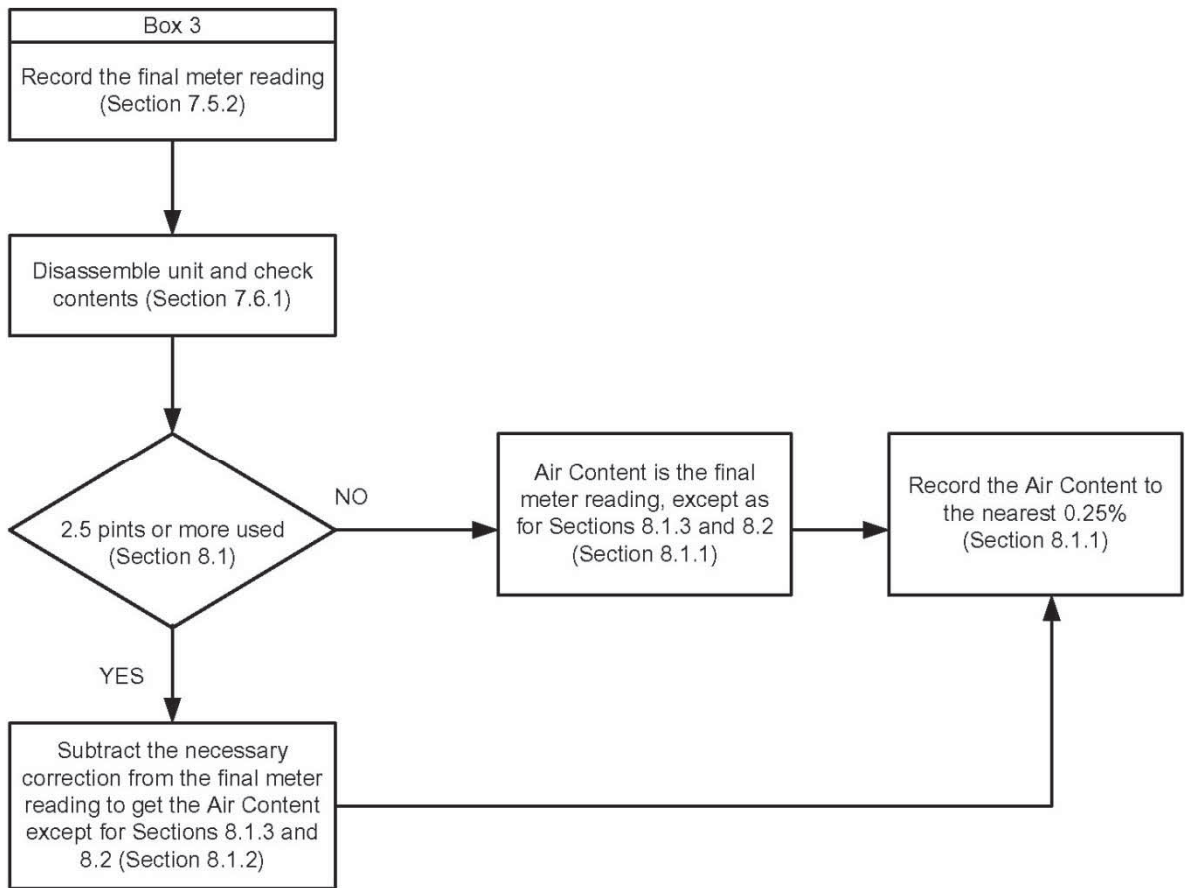 Box 3
Record the final meter reading
(Section 7.5.2)
Disassemble unit and check
contents (Section 7.6.1)
2.5 pints or more used
(Section 8.1)
NO
Air Content is the final
meter reading, except as
for Sections 8.1.3 and 8.2
(Section 8.1.1)
Record the Air Content to
the nearest 0.25%
(Section 8.1.1)
YES
Subtract the necessary
correction from the final meter
reading to get the Air Content
except for Sections 8.1.3 and
8.2 (Section 8.1.2)